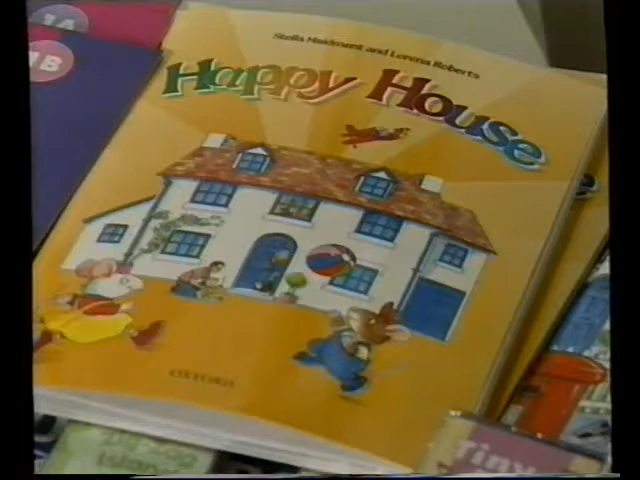 1A
1B
Stella Maidment and Lorena Roberts
Happy House
OXFORD
Tiny